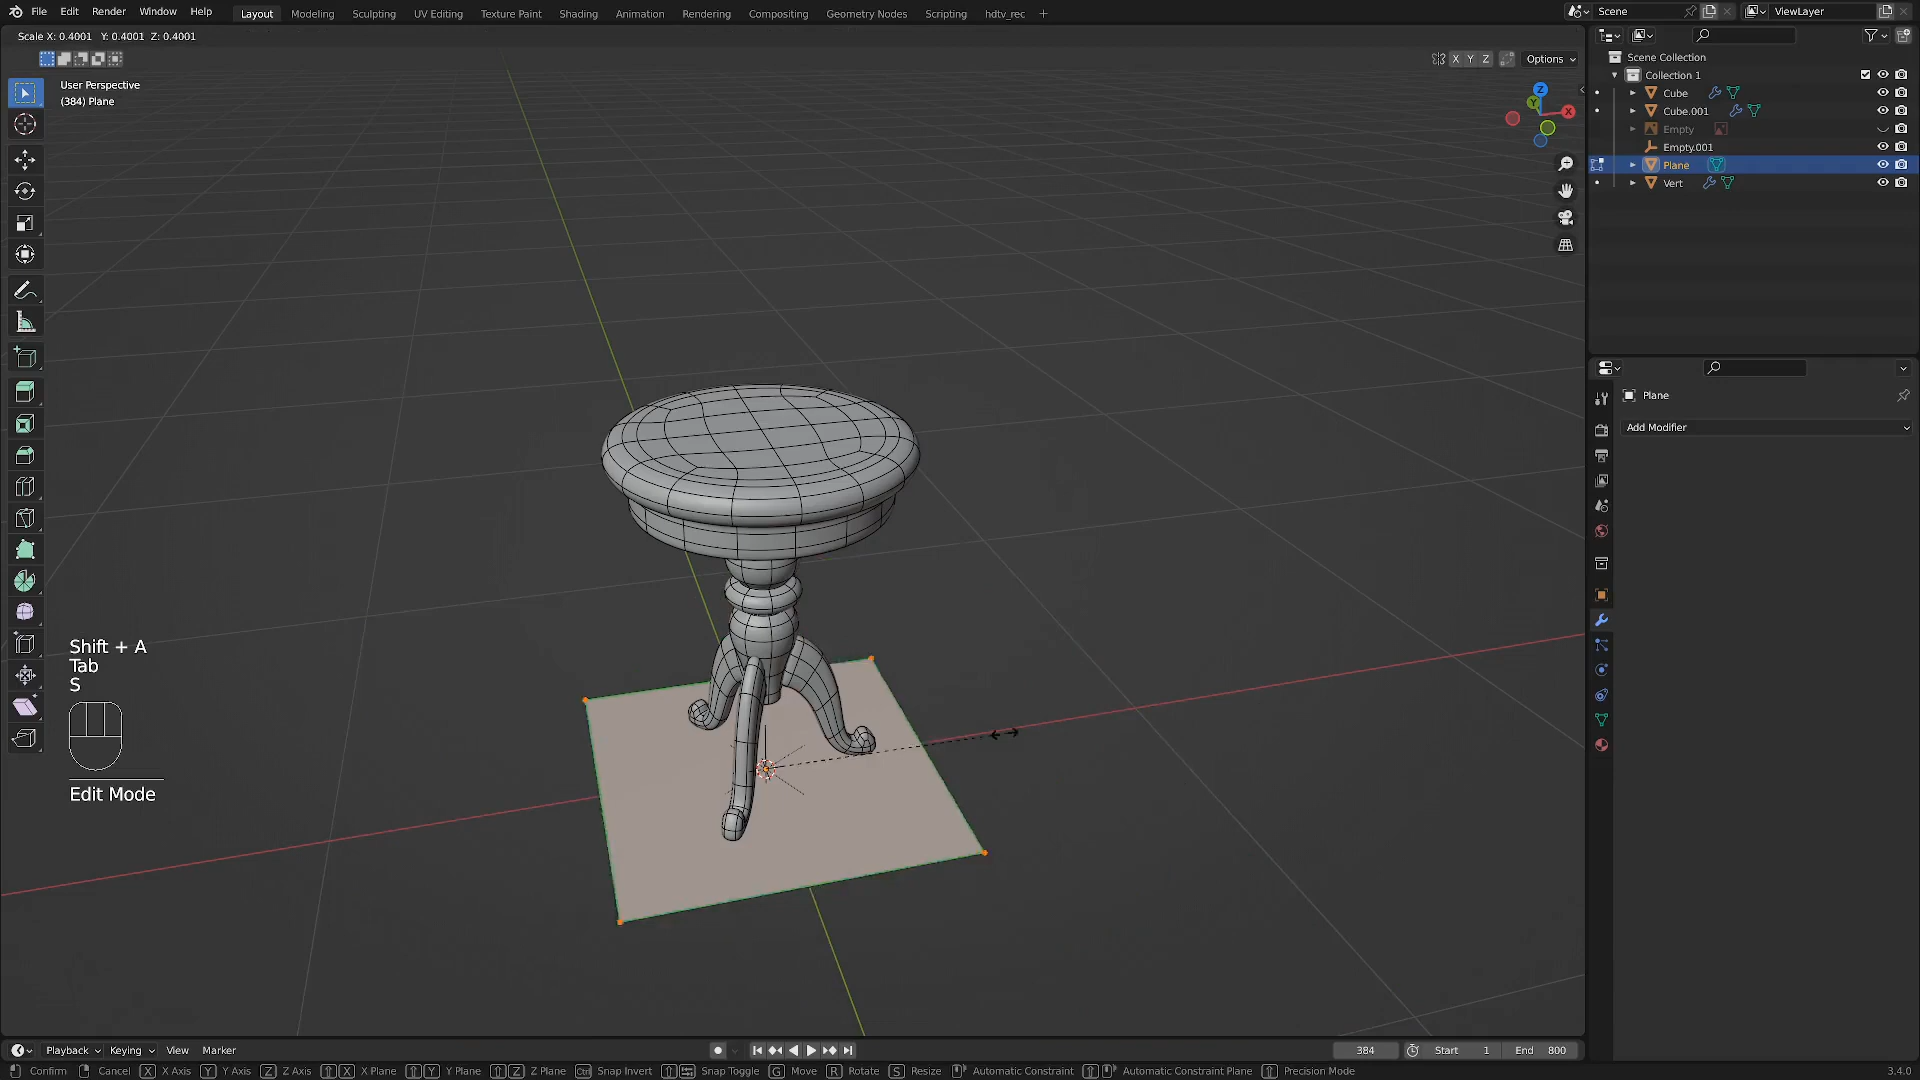 File Edit Render Window Help Layout Modeling Sculpting UV Editing Texture Paint Shading Animation Rendering Compositing Geometry Nodes Scripting hdtv_rec + Scene ViewLayer
Scale X: 0.4001 Y: 0.4001 Z: 0.4001
X Y Z Options
User Perspective
(384) Plane
Z
Y
X
Scene Collection
Collection 1
Cube
Cube.001
Empty
Empty.001
Plane
Vert
Plane
Add Modifier
Shift + A
Tab
S
Edit Mode
Playback Keying View Marker 384 Start 1 End 800
Confirm Cancel X X Axis Y Y Axis Z Z Axis X X Plane Y Y Plane Z Z Plane Ctrl Snap Invert Snap Toggle G Move R Rotate S Resize Automatic Constraint Automatic Constraint Plane Precision Mode 3.4.0